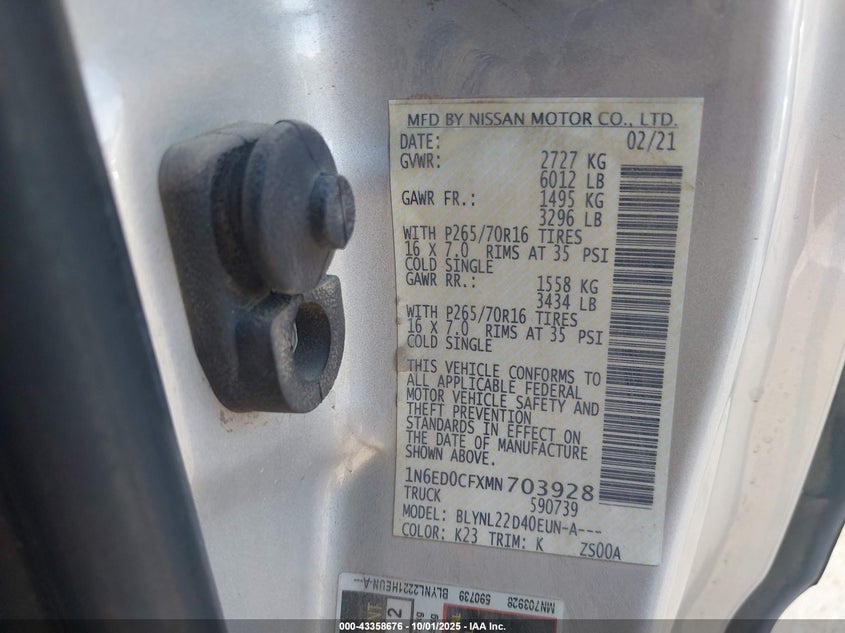 MFD BY NISSAN MOTOR CO., LTD.
DATE: 02/21
GVWR: 2727 KG
6012 LB
GAWR FR.: 1495 KG
3296 LB
WITH P265/70R16 TIRES
16 X 7.0 RIMS AT 35 PSI
COLD SINGLE
GAWR RR.: 1558 KG
3434 LB
WITH P265/70R16 TIRES
16 X 7.0 RIMS AT 35 PSI
COLD SINGLE
THIS VEHICLE CONFORMS TO
ALL APPLICABLE FEDERAL
MOTOR VEHICLE SAFETY AND
THEFT PREVENTION
STANDARDS IN EFFECT ON
THE DATE OF MANUFACTURE
SHOWN ABOVE.
1N6ED0CFXMN703928
TRUCK 590739
MODEL: BLYNL22D40EUN-A---
COLOR: K23 TRIM: K ZS00A
MN703928 590739 BLYNL2221HEUN-A---
000-43358676 - 10/01/2025 - IAA Inc.